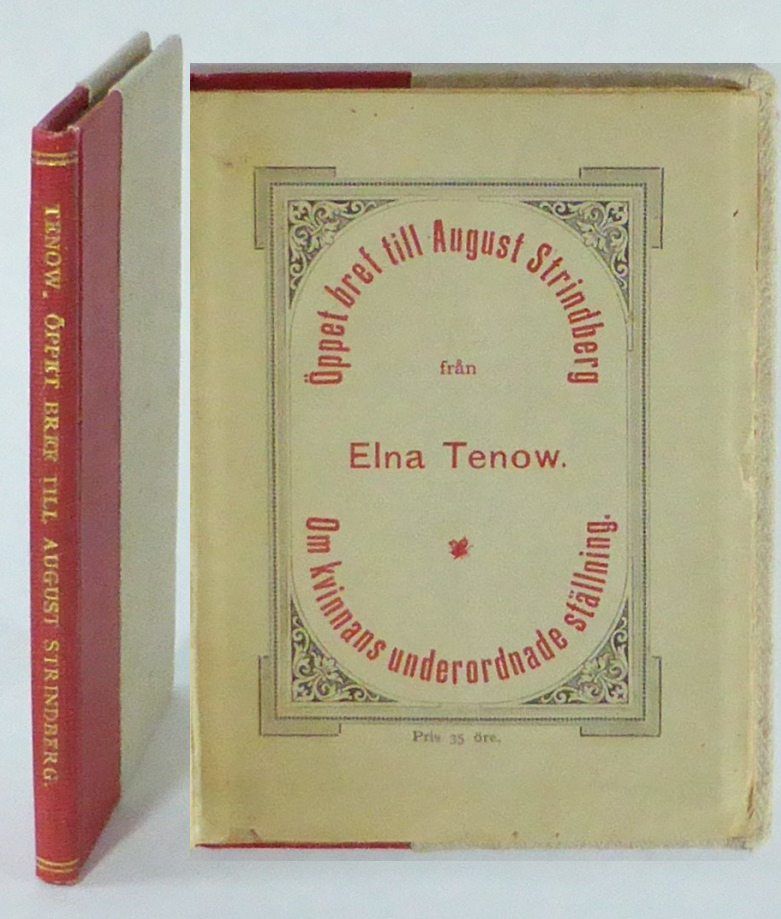 TENOW. ÖPPET BREF TILL AUGUST STRINDBERG.
Öppet bref till August Strindberg
från
Elna Tenow.
Om kvinnans underordnade ställning.
Pris 35 öre.